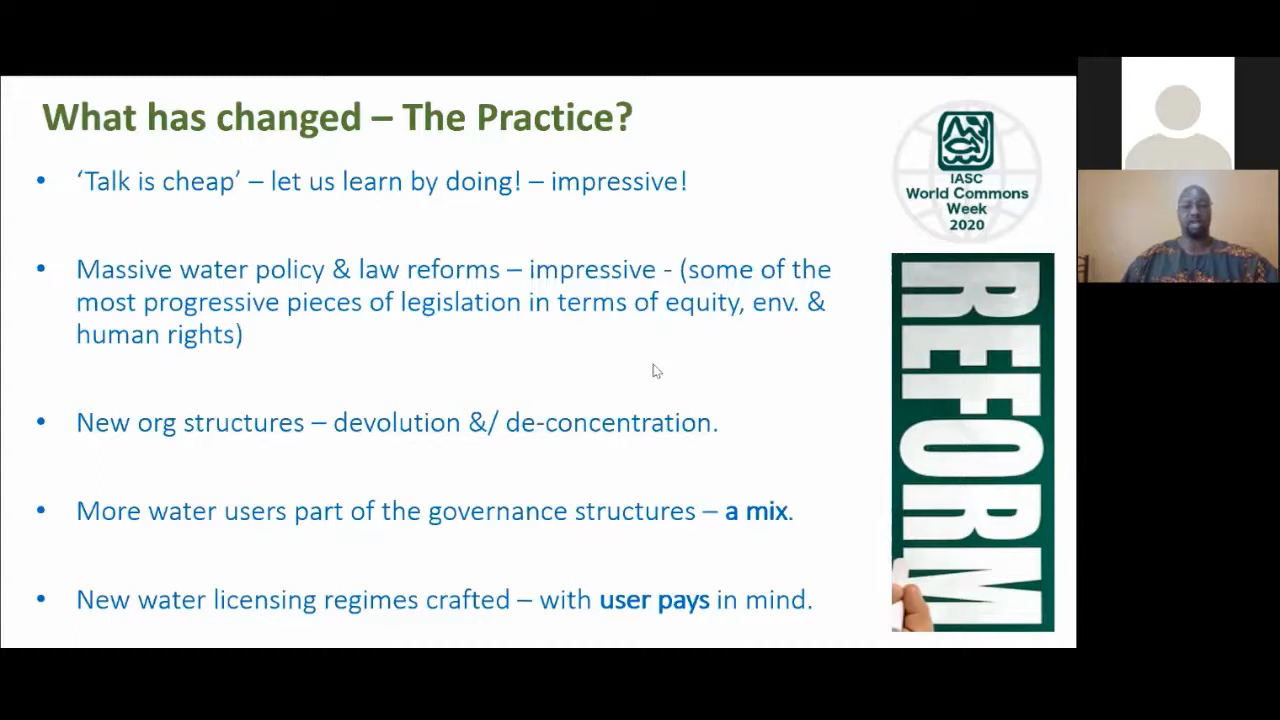 What has changed – The Practice?
• ‘Talk is cheap’ – let us learn by doing! – impressive!
• Massive water policy & law reforms – impressive - (some of the
most progressive pieces of legislation in terms of equity, env. &
human rights)
• New org structures – devolution &/ de-concentration.
• More water users part of the governance structures – a mix.
• New water licensing regimes crafted – with user pays in mind.
IASC
World Commons
Week
2020
REFORM